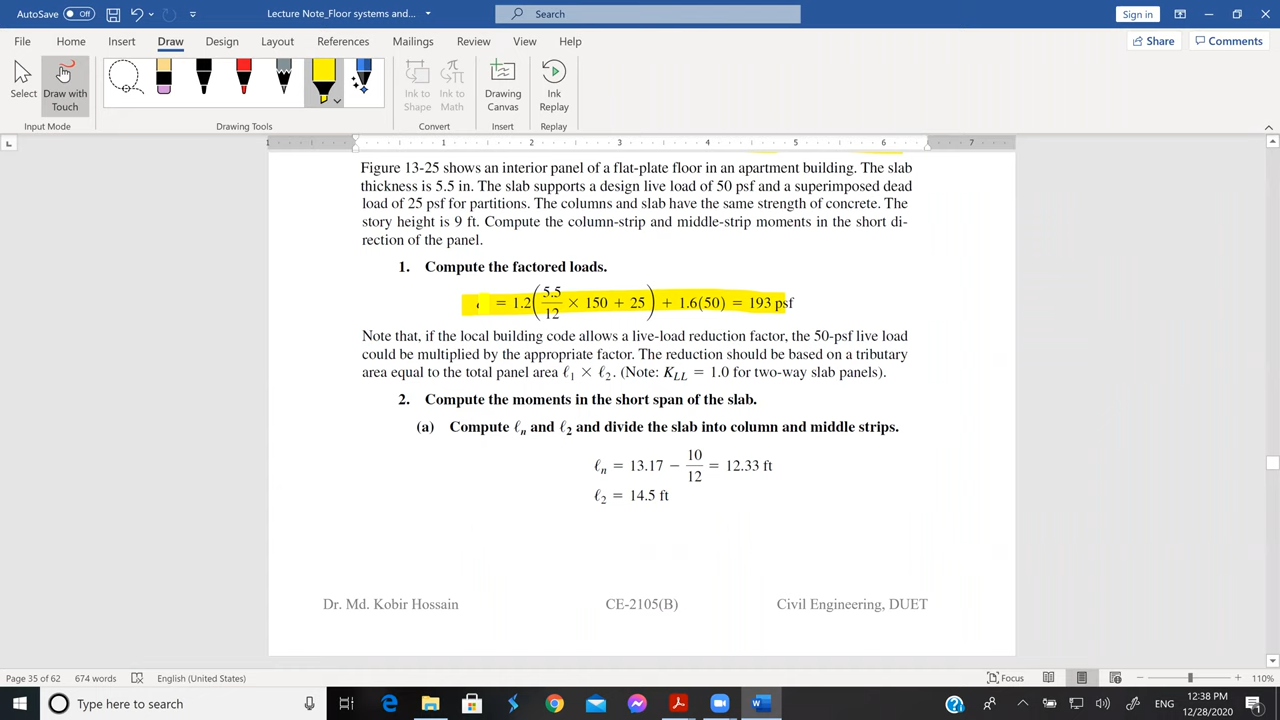 AutoSave Off Lecture Note_Floor systems and... Search Sign in
File Home Insert Draw Design Layout References Mailings Review View Help Share Comments
Select Draw with Touch Ink to Shape Ink to Math Drawing Canvas Ink Replay
Input Mode Drawing Tools Convert Insert Replay
1 1 2 3 4 5 6 7
Figure 13-25 shows an interior panel of a flat-plate floor in an apartment building. The slab
thickness is 5.5 in. The slab supports a design live load of 50 psf and a superimposed dead
load of 25 psf for partitions. The columns and slab have the same strength of concrete. The
story height is 9 ft. Compute the column-strip and middle-strip moments in the short di-
rection of the panel.
1. Compute the factored loads.
= 1.2(5.5/12 × 150 + 25) + 1.6(50) = 193 psf
Note that, if the local building code allows a live-load reduction factor, the 50-psf live load
could be multiplied by the appropriate factor. The reduction should be based on a tributary
area equal to the total panel area ℓ1 × ℓ2. (Note: KLL = 1.0 for two-way slab panels).
2. Compute the moments in the short span of the slab.
(a) Compute ℓn and ℓ2 and divide the slab into column and middle strips.
ℓn = 13.17 − 10/12 = 12.33 ft
ℓ2 = 14.5 ft
Dr. Md. Kobir Hossain CE-2105(B) Civil Engineering, DUET
Page 35 of 62 674 words English (United States) Focus 110%
Type here to search ENG 12:38 PM
12/28/2020